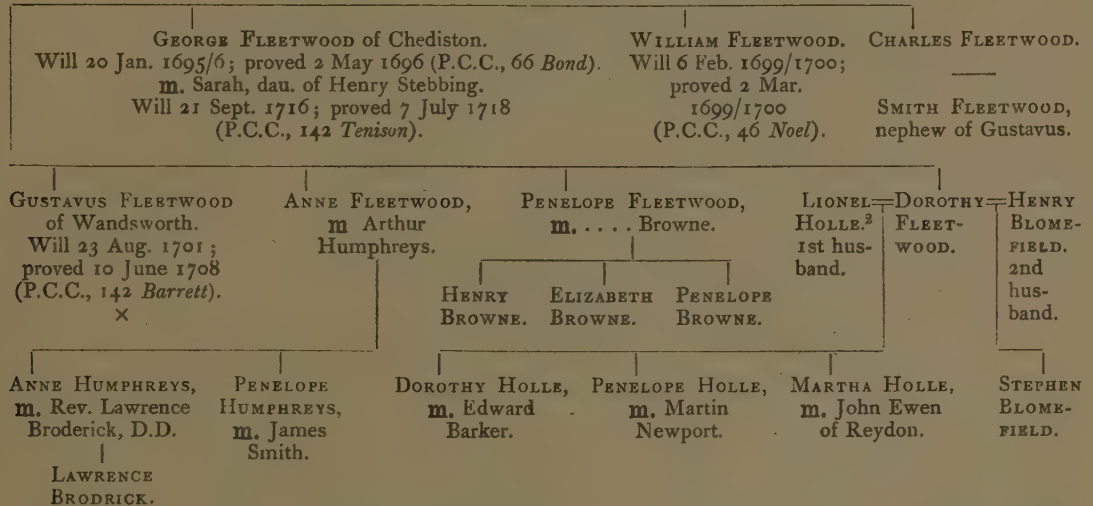 GEORGE FLEETWOOD of Chediston.
Will 20 Jan. 1695/6; proved 2 May 1696 (P.C.C., 66 Bond).
m. Sarah, dau. of Henry Stebbing.
Will 21 Sept. 1716; proved 7 July 1718
(P.C.C., 142 Tenison).
WILLIAM FLEETWOOD.
Will 6 Feb. 1699/1700;
proved 2 Mar.
1699/1700
(P.C.C., 46 Noel).
CHARLES FLEETWOOD.
SMITH FLEETWOOD,
nephew of Gustavus.
GUSTAVUS FLEETWOOD
of Wandsworth.
Will 23 Aug. 1701;
proved 10 June 1708
(P.C.C., 142 Barrett).
×
ANNE FLEETWOOD,
m Arthur
Humphreys.
PENELOPE FLEETWOOD,
m. .... Browne.
LIONEL
HOLLE.²
1st hus-
band.
DOROTHY
FLEET-
WOOD.
HENRY
BLOME-
FIELD.
2nd
hus-
band.
HENRY
BROWNE.
ELIZABETH
BROWNE.
PENELOPE
BROWNE.
ANNE HUMPHREYS,
m. Rev. Lawrence
Broderick, D.D.
PENELOPE
HUMPHREYS,
m. James
Smith.
DOROTHY HOLLE,
m. Edward
Barker.
PENELOPE HOLLE,
m. Martin
Newport.
MARTHA HOLLE,
m. John Ewen
of Reydon.
STEPHEN
BLOME-
FIELD.
LAWRENCE
BRODRICK.